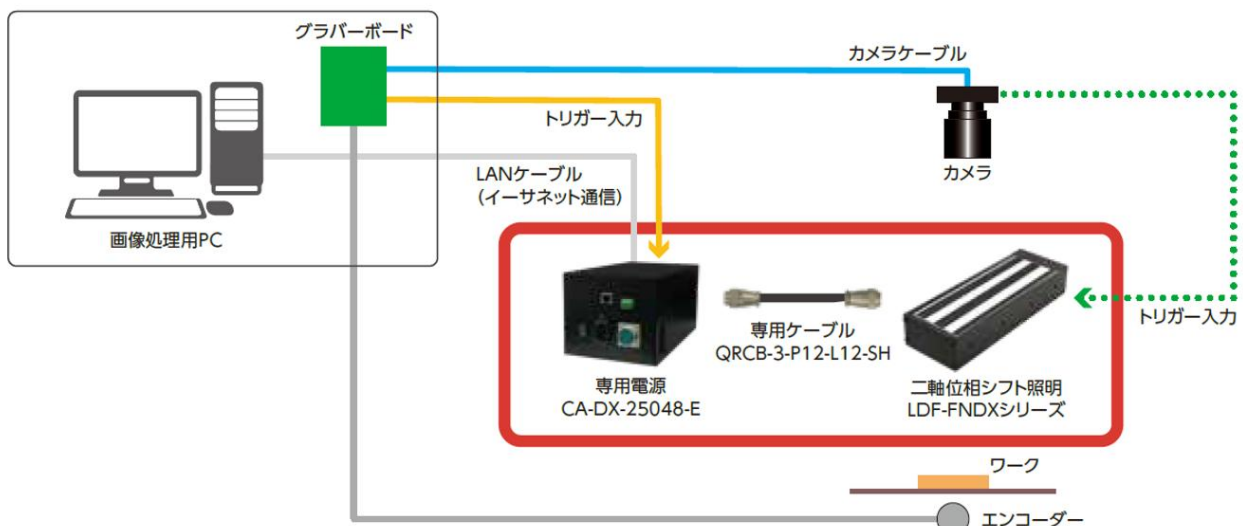 グラバーボード
カメラケーブル
トリガー入力
LANケーブル
（イーサネット通信）
カメラ
画像処理用PC
専用ケーブル
QRCB-3-P12-L12-SH
トリガー入力
専用電源
CA-DX-25048-E
二軸位相シフト照明
LDF-FNDXシリーズ
ワーク
エンコーダー